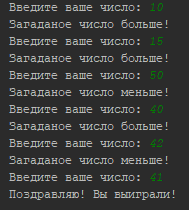 Введите ваше число: 10
Загаданое число больше!
Введите ваше число: 15
Загаданое число больше!
Введите ваше число: 50
Загаданое число меньше!
Введите ваше число: 40
Загаданое число больше!
Введите ваше число: 42
Загаданое число меньше!
Введите ваше число: 41
Поздравляю! Вы выиграли!